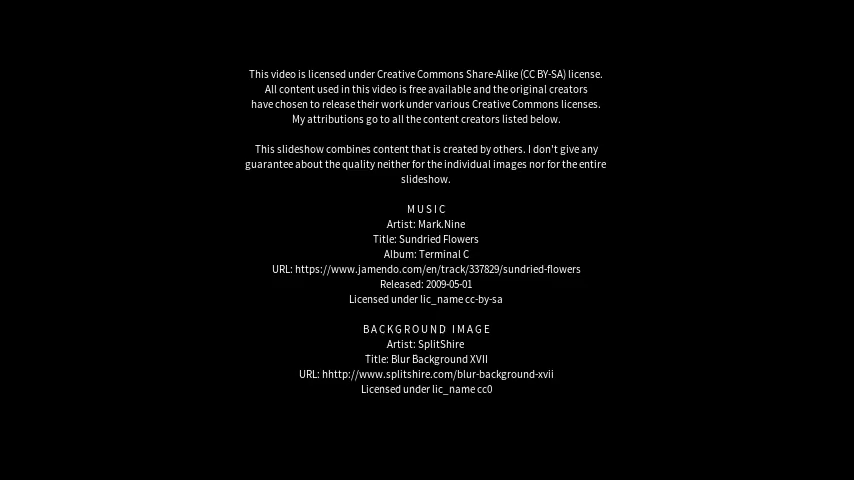 This video is licensed under Creative Commons Share-Alike (CC BY-SA) license.
All content used in this video is free available and the original creators
have chosen to release their work under various Creative Commons licenses.
My attributions go to all the content creators listed below.
This slideshow combines content that is created by others. I don't give any
guarantee about the quality neither for the individual images nor for the entire
slideshow.
MUSIC
Artist: Mark.Nine
Title: Sundried Flowers
Album: Terminal C
URL: https://www.jamendo.com/en/track/337829/sundried-flowers
Released: 2009-05-01
Licensed under lic_name cc-by-sa
BACKGROUND IMAGE
Artist: SplitShire
Title: Blur Background XVII
URL: hhttp://www.splitshire.com/blur-background-xvii
Licensed under lic_name cc0